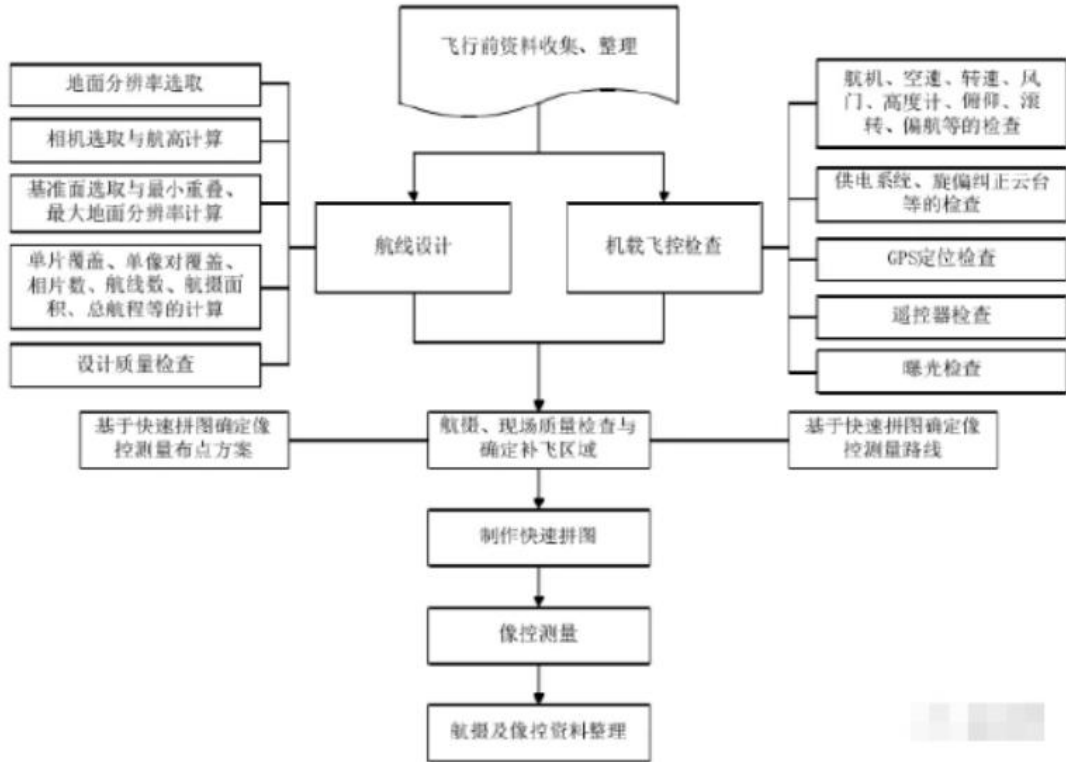 飞行前资料收集、整理
地面分辨率选取
相机选取与航高计算
基准面选取与最小重叠、
最大地面分辨率计算
单片覆盖、单像对覆盖、
相片数、航线数、航摄面
积、总航程等的计算
设计质量检查
航线设计
机载飞控检查
航机、空速、转速、风
门、高度计、俯仰、滚
转、偏航等的检查
供电系统、旋偏纠正云台
等的检查
GPS定位检查
遥控器检查
曝光检查
基于快速拼图确定像
控测量布点方案
航摄、现场质量检查与
确定补飞区域
基于快速拼图确定像
控测量路线
制作快速拼图
像控测量
航摄及像控资料整理